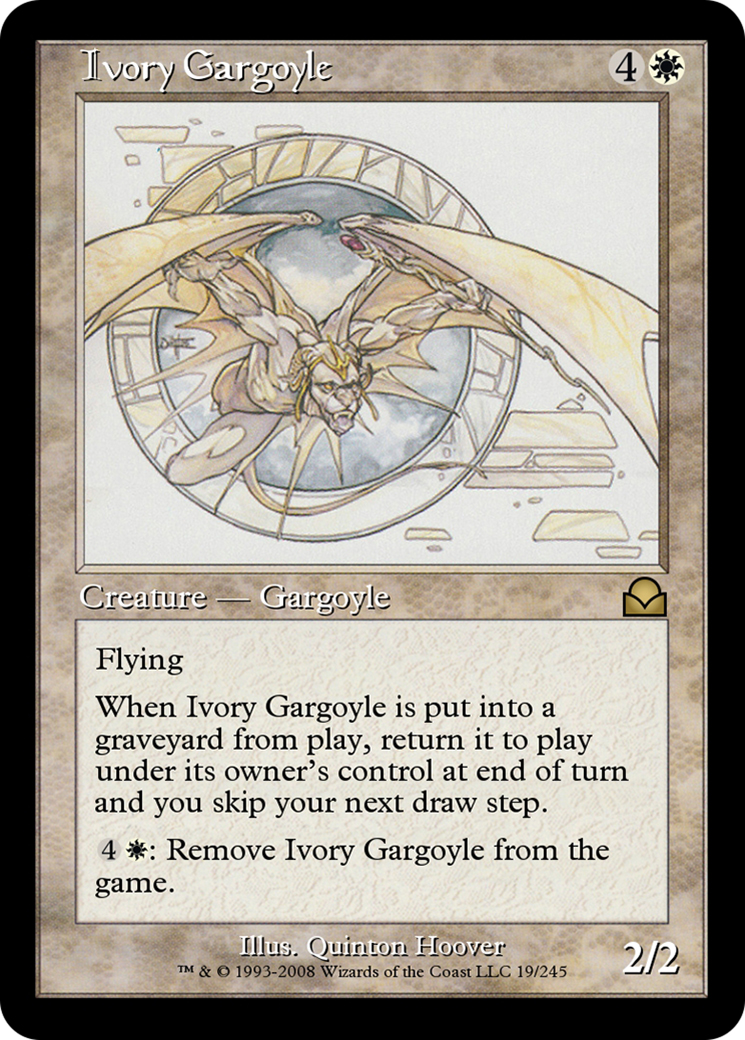 Ivory Gargoyle 4
Creature — Gargoyle
Flying
When Ivory Gargoyle is put into a
graveyard from play, return it to play
under its owner's control at end of turn
and you skip your next draw step.
4 : Remove Ivory Gargoyle from the
game.
Illus. Quinton Hoover
™ & © 1993-2008 Wizards of the Coast LLC 19/245
2/2